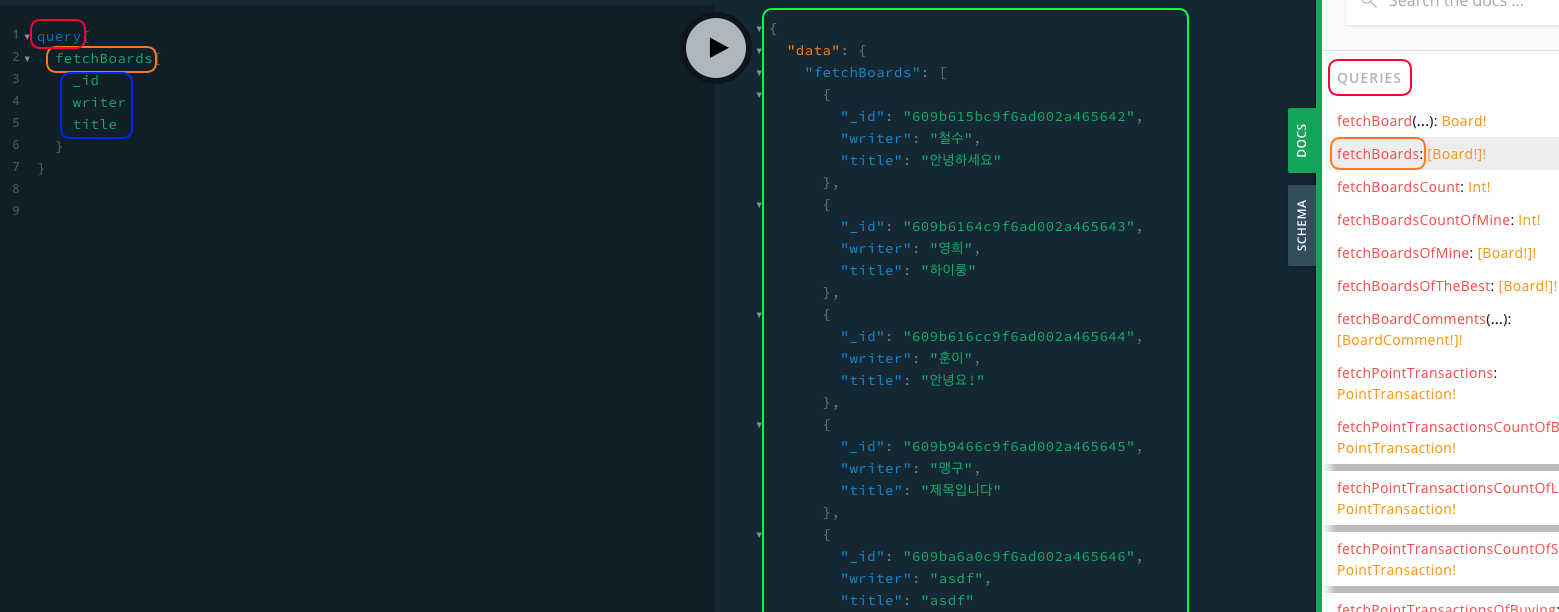 1 ▾ query{
2 ▾ fetchBoards{
3 _id
4 writer
5 title
6 }
7 }
8
9
{
"data": {
"fetchBoards": [
{
"_id": "609b615bc9f6ad002a465642",
"writer": "철수",
"title": "안녕하세요"
},
{
"_id": "609b6164c9f6ad002a465643",
"writer": "영희",
"title": "하이룽"
},
{
"_id": "609b616cc9f6ad002a465644",
"writer": "훈이",
"title": "안녕요!"
},
{
"_id": "609b9466c9f6ad002a465645",
"writer": "맹구",
"title": "제목입니다"
},
{
"_id": "609ba6a0c9f6ad002a465646",
"writer": "asdf",
"title": "asdf"
DOCS
SCHEMA
Search the docs ...
QUERIES
fetchBoard(...): Board!
fetchBoards: [Board!]!
fetchBoardsCount: Int!
fetchBoardsCountOfMine: Int!
fetchBoardsOfMine: [Board!]!
fetchBoardsOfTheBest: [Board!]!
fetchBoardComments(...):
[BoardComment!]!
fetchPointTransactions:
PointTransaction!
fetchPointTransactionsCountOfB
PointTransaction!
fetchPointTransactionsCountOfL
PointTransaction!
fetchPointTransactionsCountOfS
PointTransaction!
fetchPointTransactionsOfBuying: